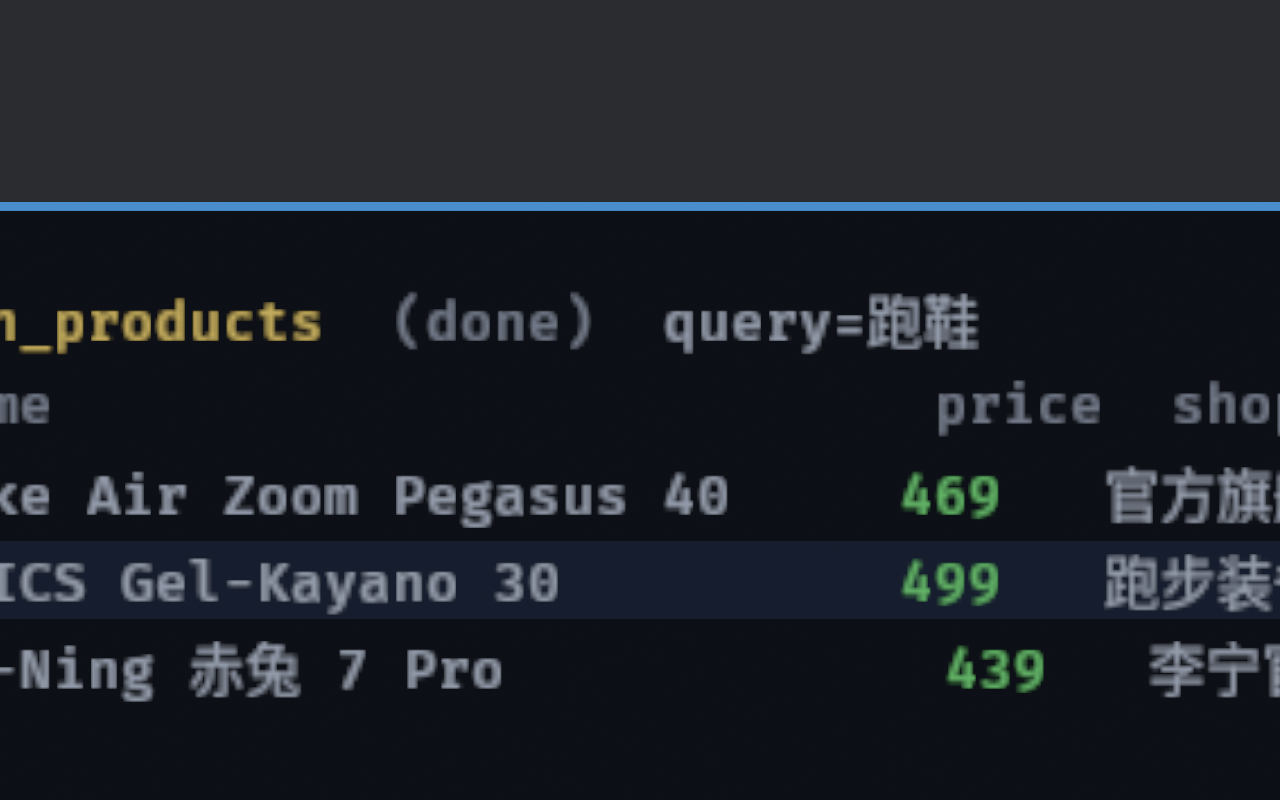 n_products (done) query=跑鞋
me price shop
ke Air Zoom Pegasus 40 469 官方旗
ICS Gel-Kayano 30 499 跑步装
-Ning 赤兔 7 Pro 439 李宁官